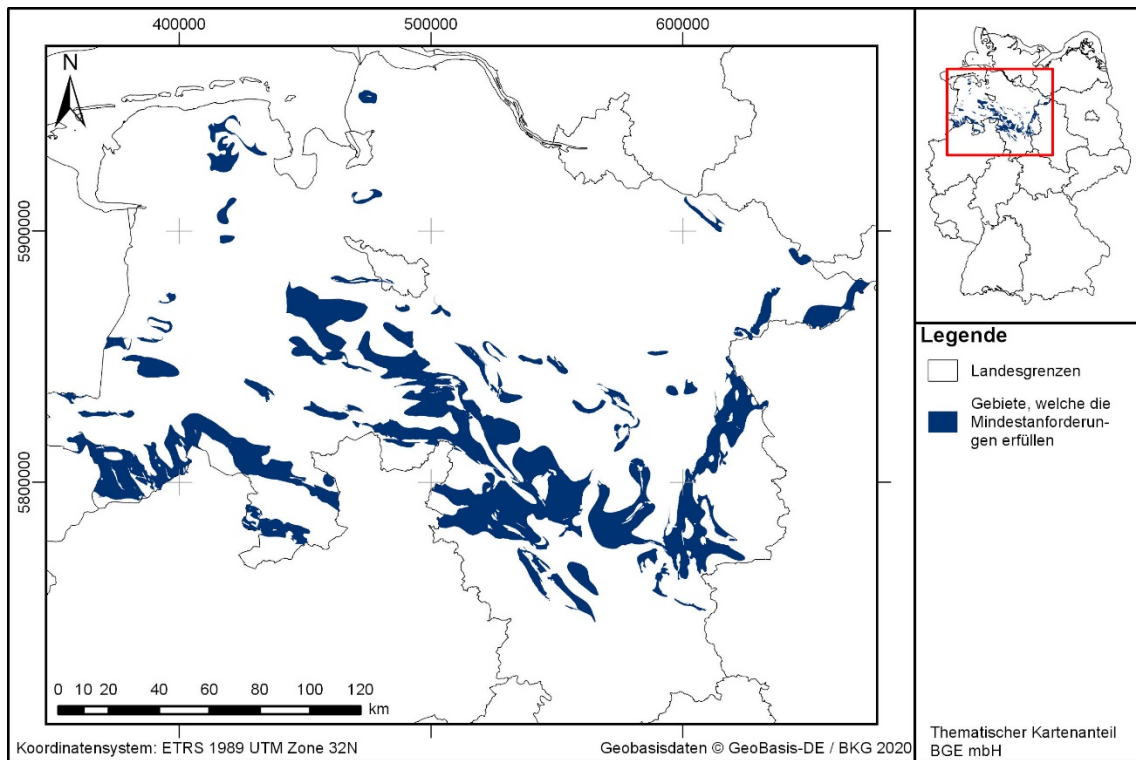 400000 500000 600000
N
5900000
5800000
0 10 20 40 60 80 100 120
km
Koordinatensystem: ETRS 1989 UTM Zone 32N
Geobasisdaten © GeoBasis-DE / BKG 2020
Legende
Landesgrenzen
Gebiete, welche die
Mindestanforderun-
gen erfüllen
Thematischer Kartenanteil
BGE mbH